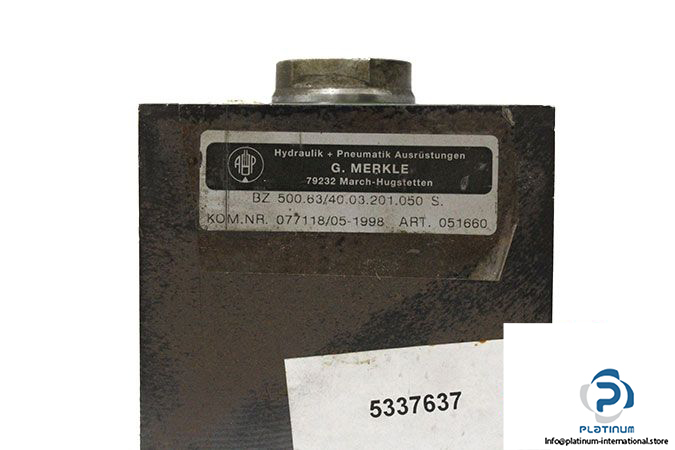 AHP
Hydraulik + Pneumatik Ausrüstungen
G. MERKLE
79232 March-Hugstetten
BZ 500.63/40.03.201.050 S.
KOM.NR. 077118/05-1998 ART. 051660
5337637
PLATINUM
Info@platinum-international.store